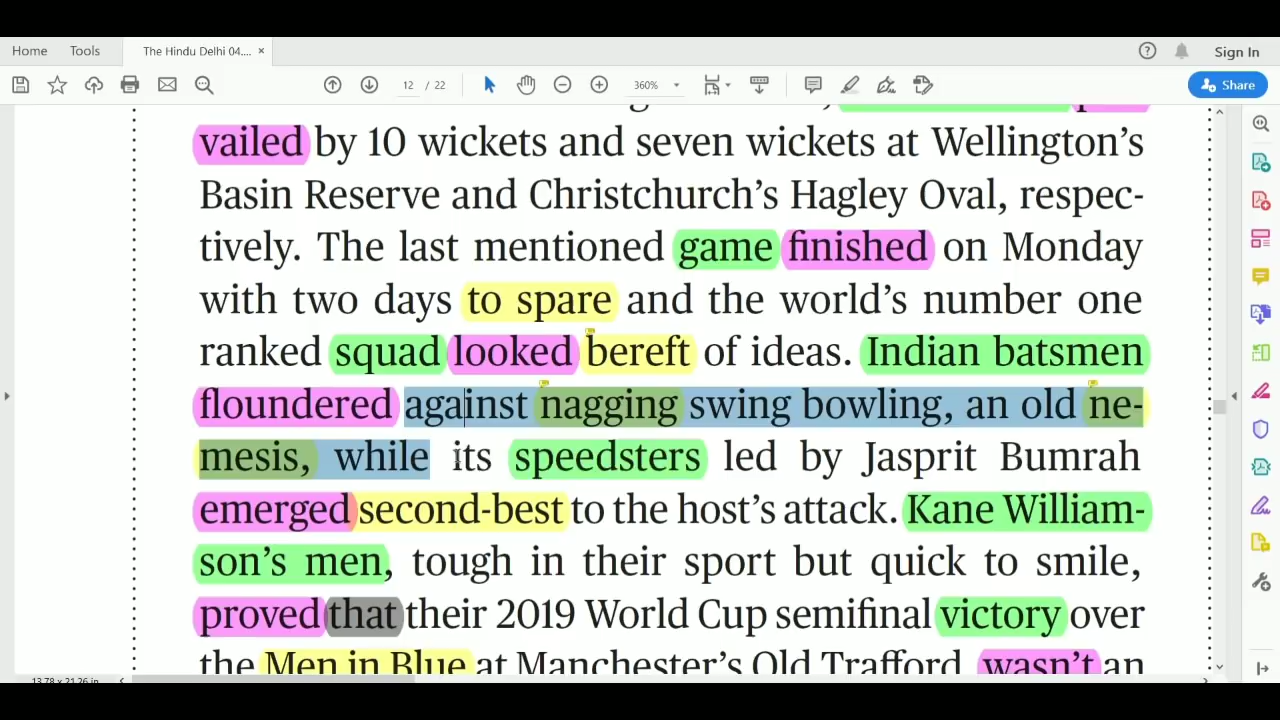 Home Tools The Hindu Delhi 04.... × Sign In
12 / 22 360% Share
vailed by 10 wickets and seven wickets at Wellington's
Basin Reserve and Christchurch's Hagley Oval, respec-
tively. The last mentioned game finished on Monday
with two days to spare and the world's number one
ranked squad looked bereft of ideas. Indian batsmen
floundered against nagging swing bowling, an old ne-
mesis, while its speedsters led by Jasprit Bumrah
emerged second-best to the host's attack. Kane William-
son's men, tough in their sport but quick to smile,
proved that their 2019 World Cup semifinal victory over
the Men in Blue at Manchester's Old Trafford, wasn't an
13.78 x 21.26 in